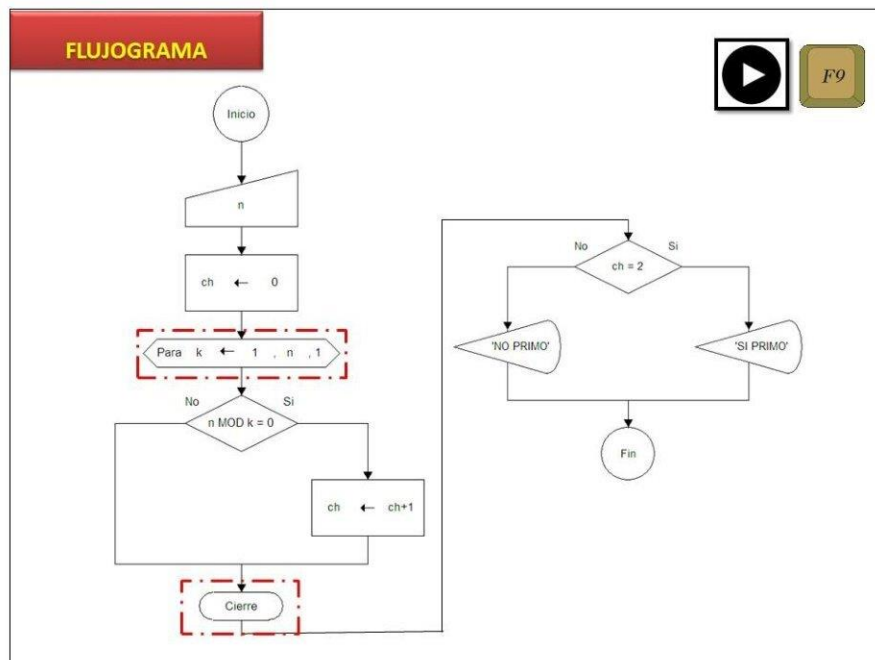 FLUJOGRAMA
F9
Inicio
n
ch ← 0
Para k ← 1 , n , 1
No Si
n MOD k = 0
ch ← ch+1
Cierre
No Si
ch = 2
'NO PRIMO' 'SI PRIMO'
Fin